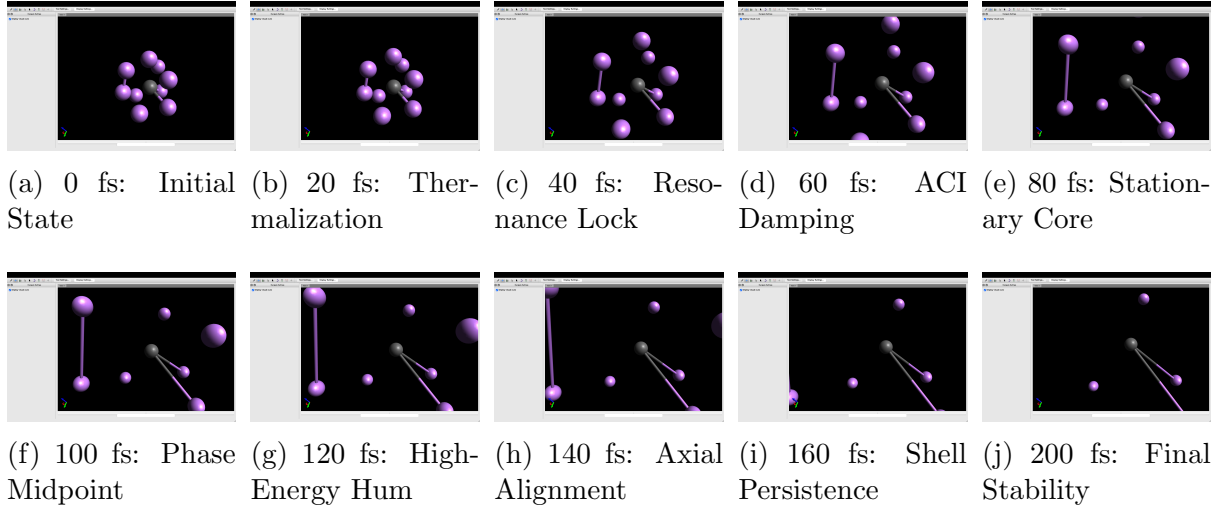 (a) 0 fs: Initial
State
(b) 20 fs: Ther-
malization
(c) 40 fs: Reso-
nance Lock
(d) 60 fs: ACI
Damping
(e) 80 fs: Station-
ary Core
(f) 100 fs: Phase
Midpoint
(g) 120 fs: High-
Energy Hum
(h) 140 fs: Axial
Alignment
(i) 160 fs: Shell
Persistence
(j) 200 fs: Final
Stability